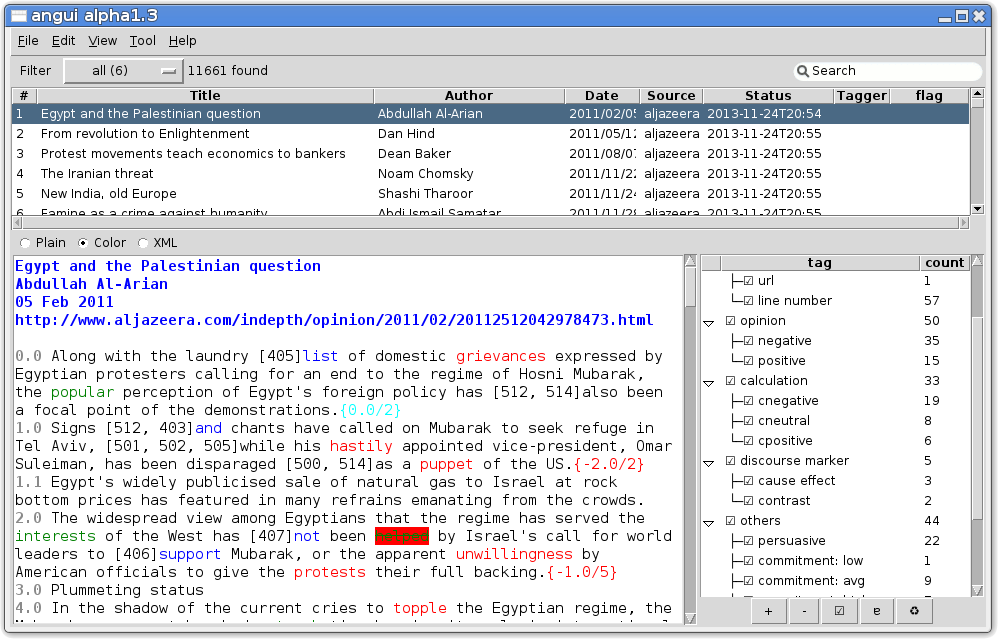 angui alpha1.3
File Edit View Tool Help
Filter all (6) 11661 found Search
# Title Author Date Source Status Tagger flag
1 Egypt and the Palestinian question Abdullah Al-Arian 2011/02/05 aljazeera 2013-11-24T20:54
2 From revolution to Enlightenment Dan Hind 2011/05/12 aljazeera 2013-11-24T20:55
3 Protest movements teach economics to bankers Dean Baker 2011/08/07 aljazeera 2013-11-24T20:55
4 The Iranian threat Noam Chomsky 2011/11/22 aljazeera 2013-11-24T20:55
5 New India, old Europe Shashi Tharoor 2011/11/24 aljazeera 2013-11-24T20:55
6 Famine as a crime against humanity Abdi Ismail Samatar 2011/11/28 aljazeera 2013-11-24T20:55
Plain Color XML
Egypt and the Palestinian question
Abdullah Al-Arian
05 Feb 2011
http://www.aljazeera.com/indepth/opinion/2011/02/20112512042978473.html
0.0 Along with the laundry [405]list of domestic grievances expressed by
Egyptian protesters calling for an end to the regime of Hosni Mubarak,
the popular perception of Egypt's foreign policy has [512, 514]also been
a focal point of the demonstrations.{0.0/2}
1.0 Signs [512, 403]and chants have called on Mubarak to seek refuge in
Tel Aviv, [501, 502, 505]while his hastily appointed vice-president, Omar
Suleiman, has been disparaged [500, 514]as a puppet of the US.{-2.0/2}
1.1 Egypt's widely publicised sale of natural gas to Israel at rock
bottom prices has featured in many refrains emanating from the crowds.
2.0 The widespread view among Egyptians that the regime has served the
interests of the West has [407]not been helped by Israel's call for world
leaders to [406]support Mubarak, or the apparent unwillingness by
American officials to give the protests their full backing.{-1.0/5}
3.0 Plummeting status
4.0 In the shadow of the current cries to topple the Egyptian regime, the
tag count
url 1
line number 57
opinion 50
negative 35
positive 15
calculation 33
cnegative 19
cneutral 8
cpositive 6
discourse marker 5
cause effect 3
contrast 2
others 44
persuasive 22
commitment: low 1
commitment: avg 9
+ - ☑ e ♻